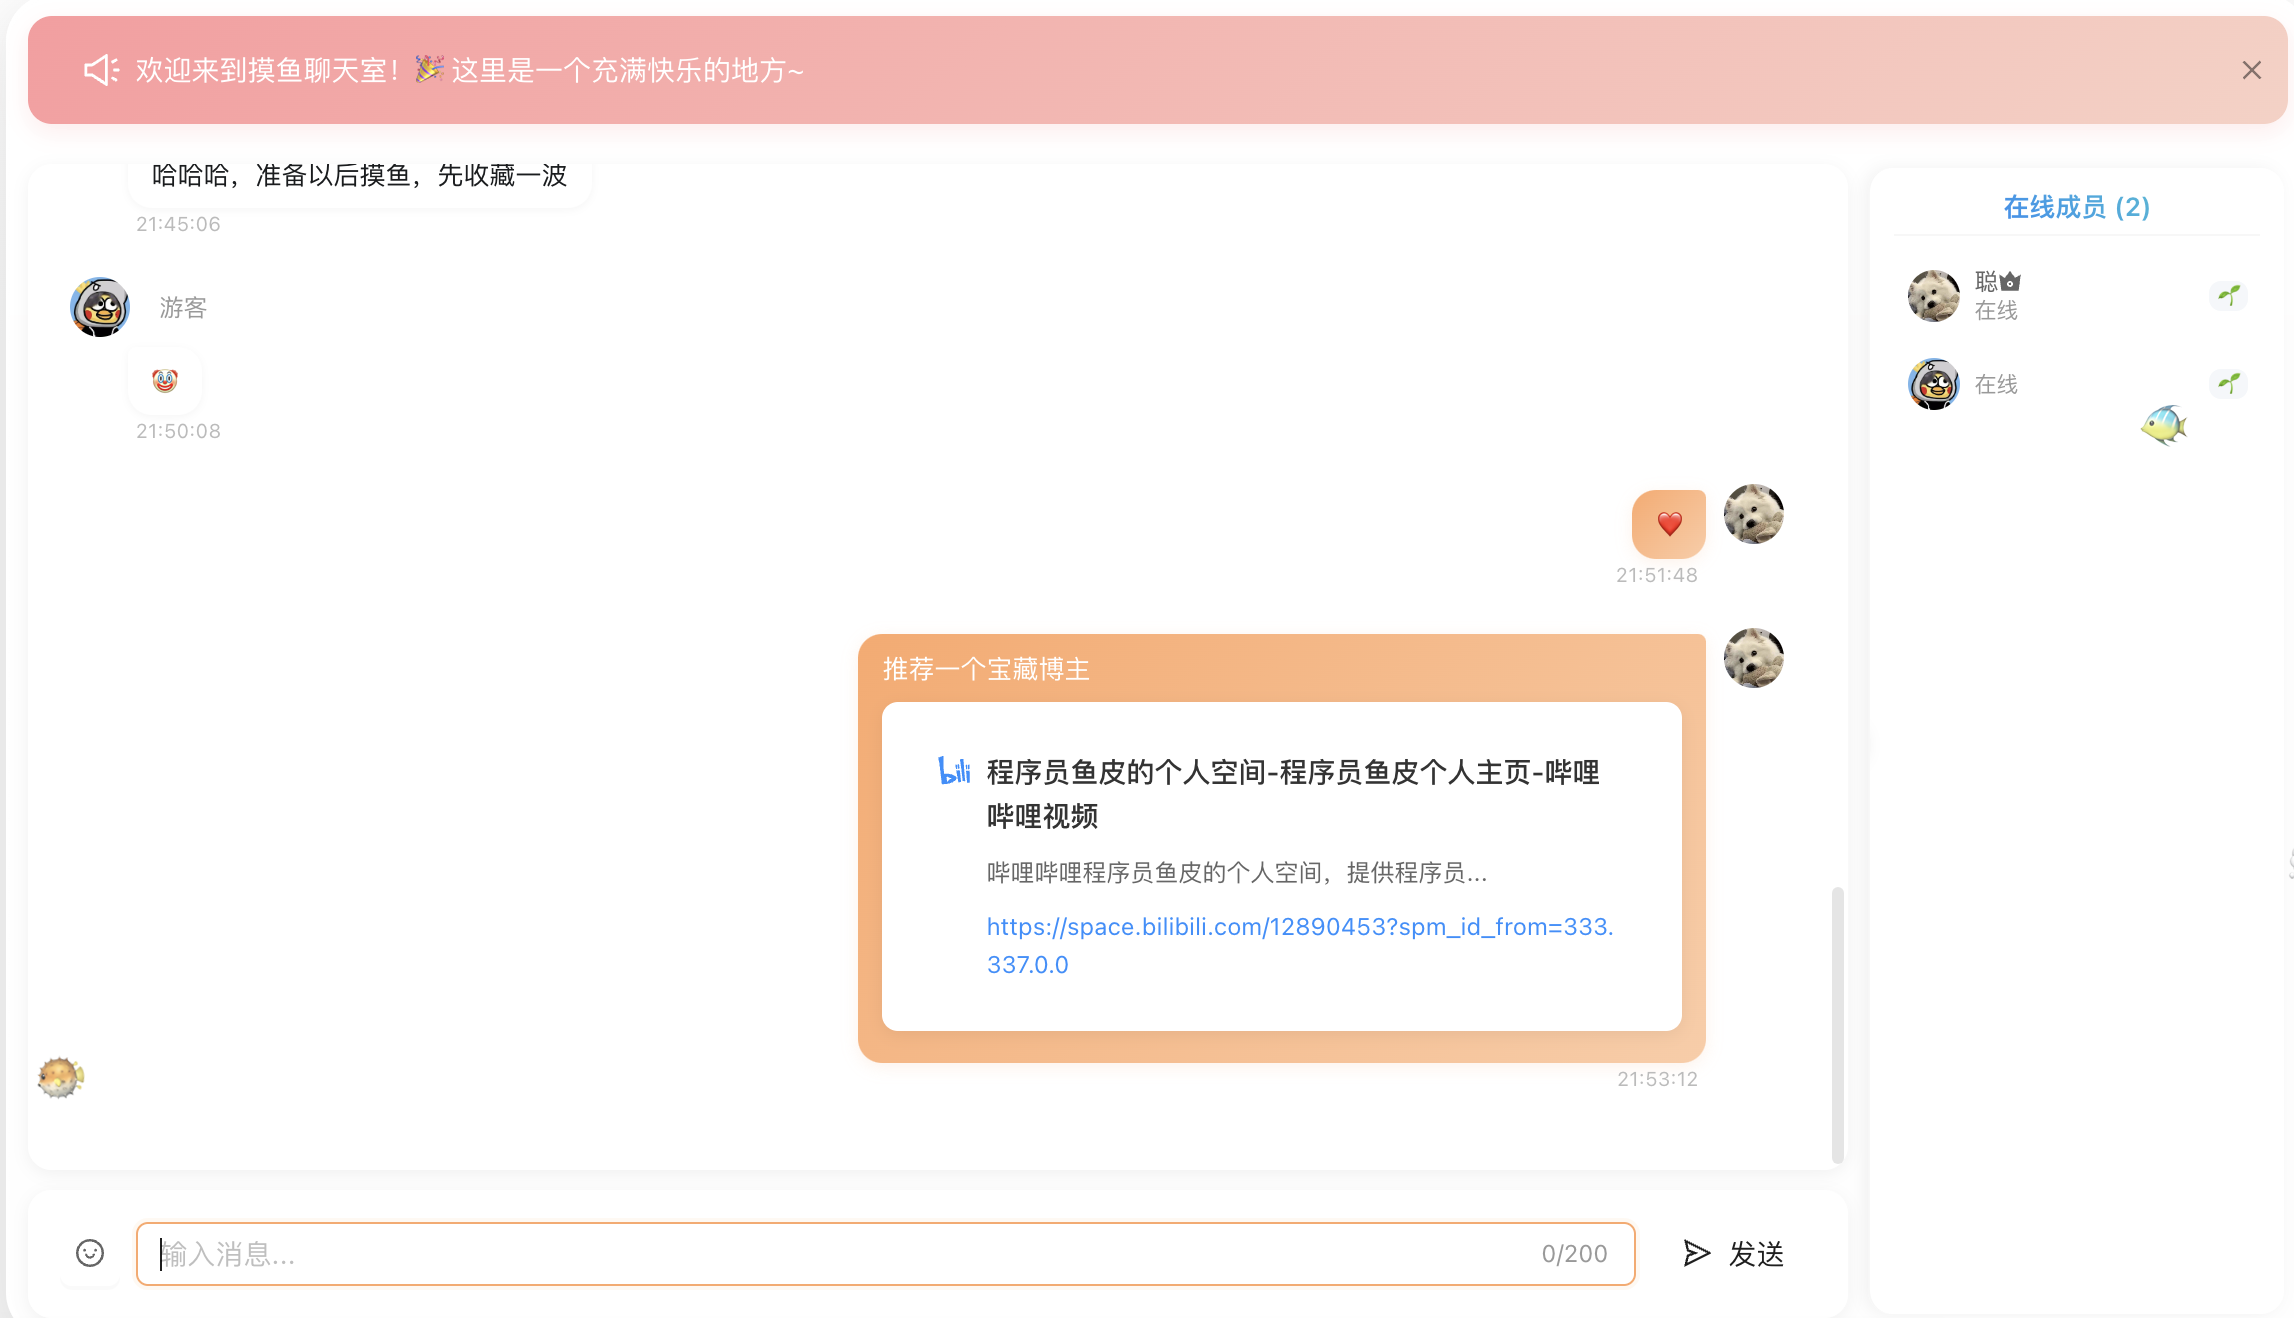 欢迎来到摸鱼聊天室！🎉 这里是一个充满快乐的地方~
哈哈哈，准备以后摸鱼，先收藏一波
21:45:06
游客
🤡
21:50:08
❤️
21:51:48
推荐一个宝藏博主
bili 程序员鱼皮的个人空间-程序员鱼皮个人主页-哔哩
哔哩视频
哔哩哔哩程序员鱼皮的个人空间，提供程序员...
https://space.bilibili.com/12890453?spm_id_from=333.
337.0.0
21:53:12
输入消息...
0/200
发送
在线成员 (2)
聪
在线
在线